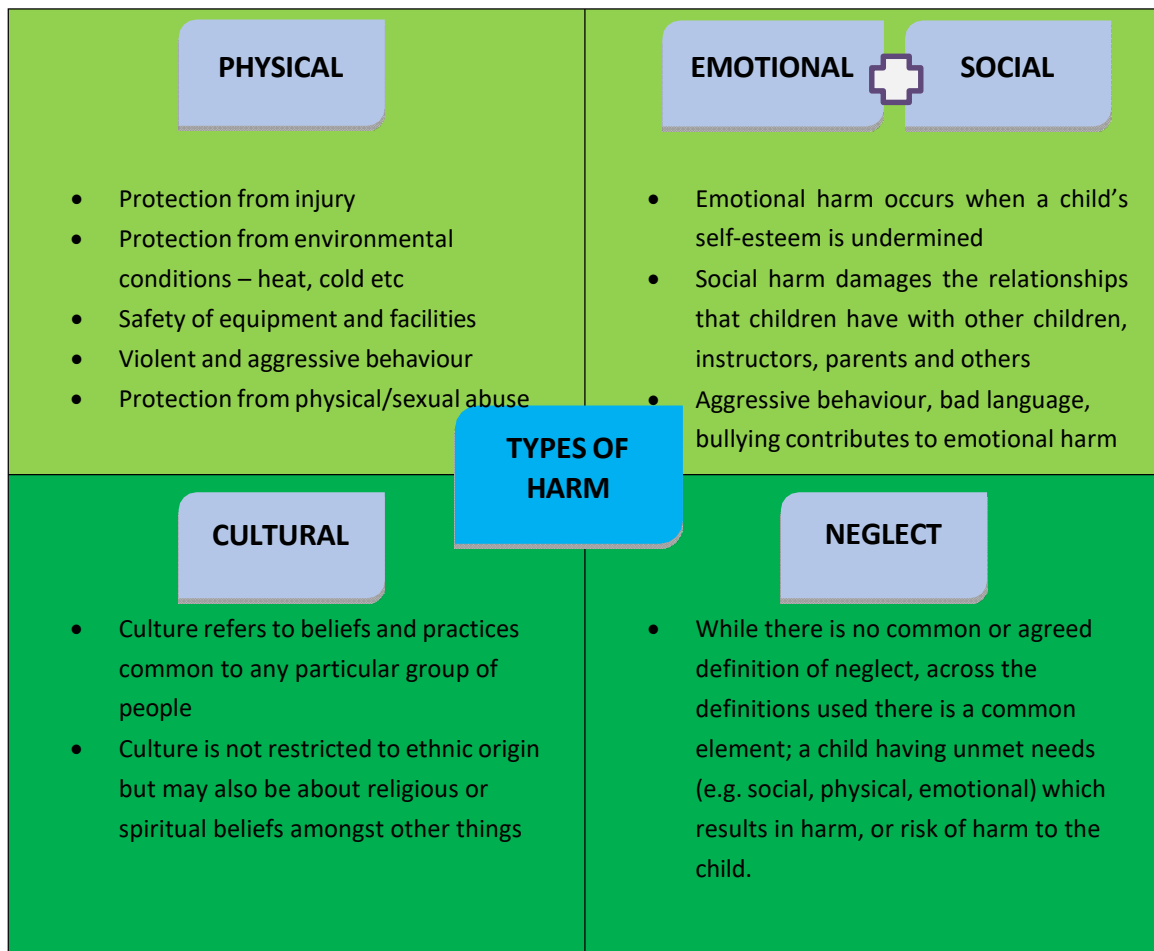 PHYSICAL
Protection from injury
Protection from environmental
conditions – heat, cold etc
Safety of equipment and facilities
Violent and aggressive behaviour
Protection from physical/sexual abuse
EMOTIONAL
SOCIAL
Emotional harm occurs when a child’s
self-esteem is undermined
Social harm damages the relationships
that children have with other children,
instructors, parents and others
Aggressive behaviour, bad language,
bullying contributes to emotional harm
TYPES OF
HARM
CULTURAL
Culture refers to beliefs and practices
common to any particular group of
people
Culture is not restricted to ethnic origin
but may also be about religious or
spiritual beliefs amongst other things
NEGLECT
While there is no common or agreed
definition of neglect, across the
definitions used there is a common
element; a child having unmet needs
(e.g. social, physical, emotional) which
results in harm, or risk of harm to the
child.